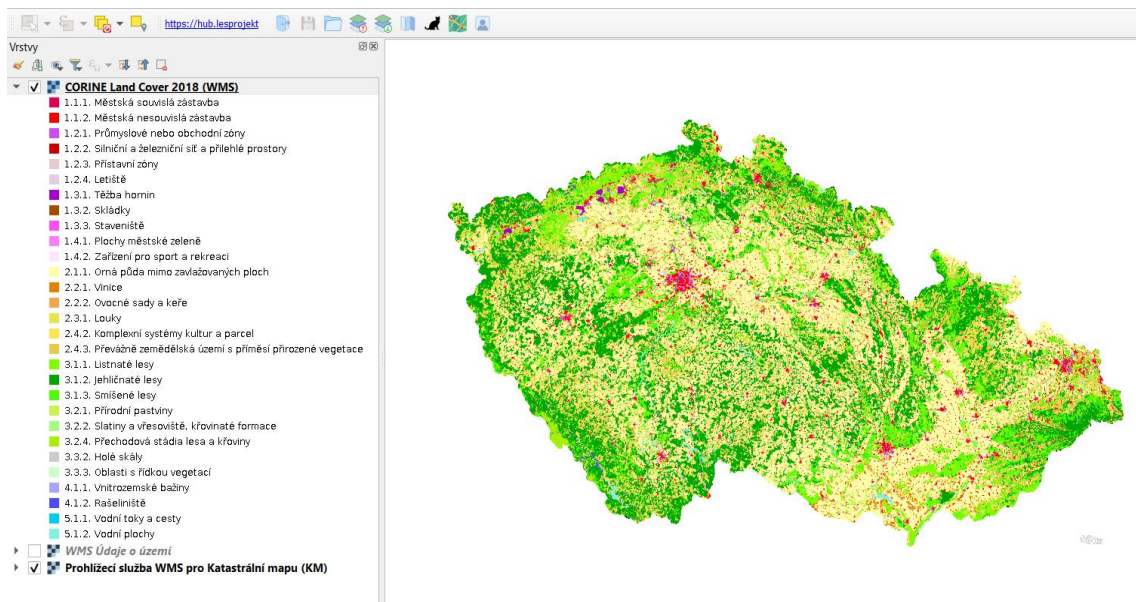 https://hub.lesprojekt
Vrstvy
CORINE Land Cover 2018 (WMS)
1.1.1. Městská souvislá zástavba
1.1.2. Městská nesouvislá zástavba
1.2.1. Průmyslové nebo obchodní zóny
1.2.2. Silniční a železniční síť a přilehlé prostory
1.2.3. Přístavní zóny
1.2.4. Letiště
1.3.1. Těžba hornin
1.3.2. Skládky
1.3.3. Staveniště
1.4.1. Plochy městské zeleně
1.4.2. Zařízení pro sport a rekreaci
2.1.1. Orná půda mimo zavlažovaných ploch
2.2.1. Vinice
2.2.2. Ovocné sady a keře
2.3.1. Louky
2.4.2. Komplexní systémy kultur a parcel
2.4.3. Převážně zemědělská území s příměsí přirozené vegetace
3.1.1. Listnaté lesy
3.1.2. Jehličnaté lesy
3.1.3. Smíšené lesy
3.2.1. Přírodní pastviny
3.2.2. Slatiny a vřesoviště, křovinaté formace
3.2.4. Přechodová stádia lesa a křoviny
3.3.2. Holé skály
3.3.3. Oblasti s řídkou vegetací
4.1.1. Vnitrozemské bažiny
4.1.2. Rašeliniště
5.1.1. Vodní toky a cesty
5.1.2. Vodní plochy
WMS Údaje o území
Prohlížecí služba WMS pro Katastrální mapu (KM)